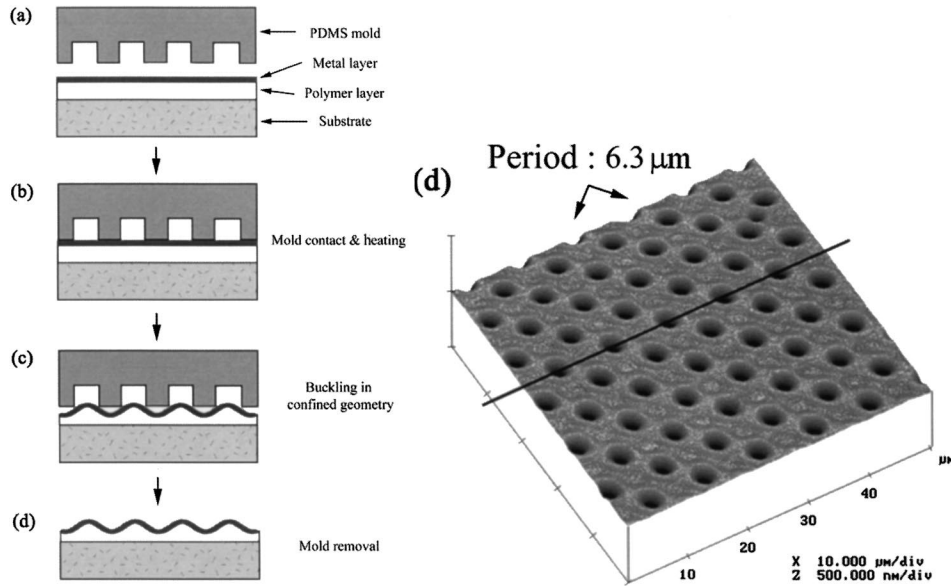 (a)
PDMS mold
Metal layer
Polymer layer
Substrate
(b)
Mold contact & heating
(c)
Buckling in
confined geometry
(d)
Mold removal
(d)
Period : 6.3 μm
μm
40
30
20
10
X 10.000 μm/div
Z 500.000 nm/div